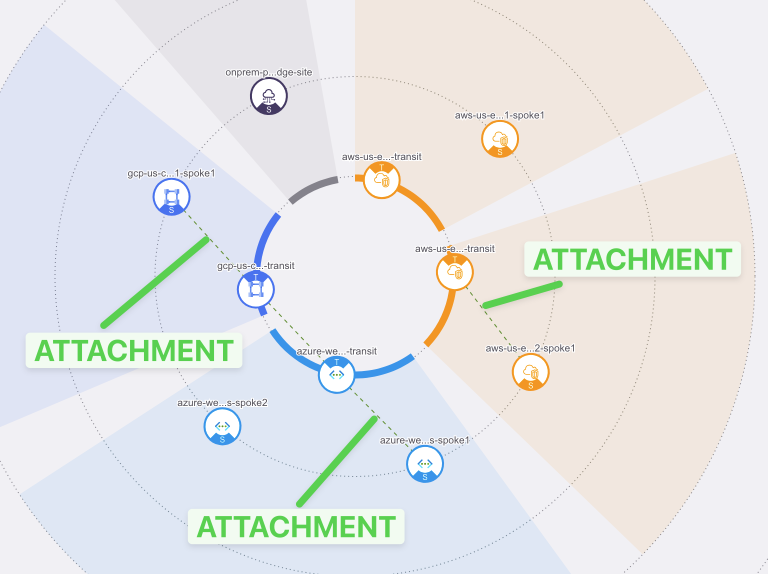 onprem-p...dge-site
S
aws-us-e...1-spoke1
S
aws-us-e...-transit
T
gcp-us-c...1-spoke1
S
aws-us-e...-transit
T
ATTACHMENT
gcp-us-c...-transit
T
ATTACHMENT
azure-we...-transit
T
aws-us-e...2-spoke1
S
azure-we...s-spoke2
S
azure-we...s-spoke1
S
ATTACHMENT